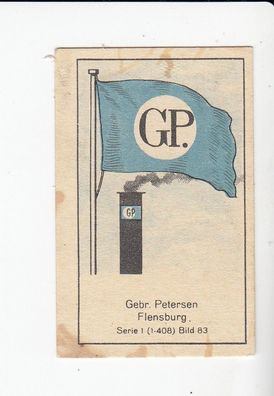 GP.
GP
Gebr. Petersen
Flensburg.
Serie 1 (1-408) Bild 83